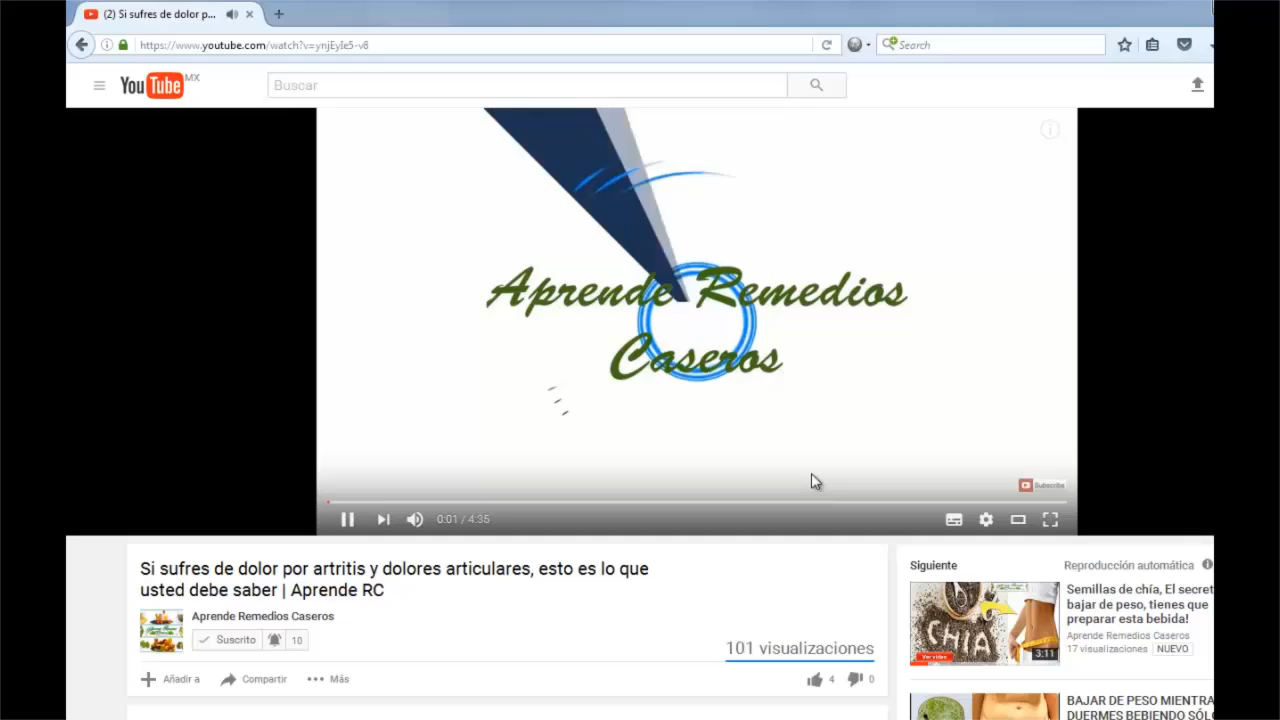 (2) Si sufres de dolor p...
https://www.youtube.com/watch?v=ynjEyIe5-v8
Search
YouTube MX
Buscar
Aprende Remedios
Caseros
Subscribe
0:01 / 4:35
Si sufres de dolor por artritis y dolores articulares, esto es lo que
usted debe saber | Aprende RC
Aprende Remedios Caseros
Suscrito 10
101 visualizaciones
Añadir a Compartir Más
4 0
Siguiente
Reproducción automática
CHIA
Ver video
3:11
Semillas de chía, El secret
bajar de peso, tienes que
preparar esta bebida!
Aprende Remedios Caseros
17 visualizaciones NUEVO
BAJAR DE PESO MIENTRA
DUERMES BEBIENDO SÓLO